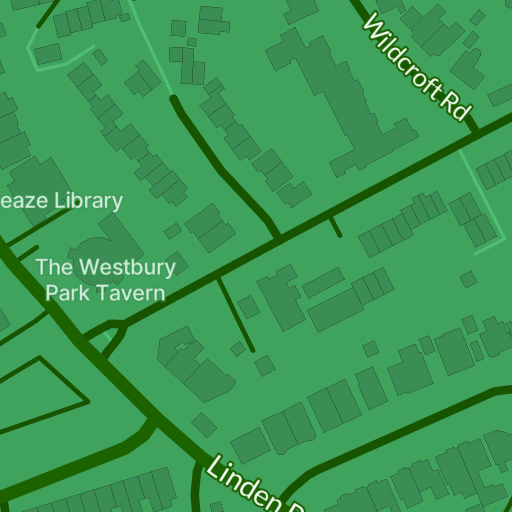 Wildcroft Rd
eaze Library
The Westbury
Park Tavern
Linden